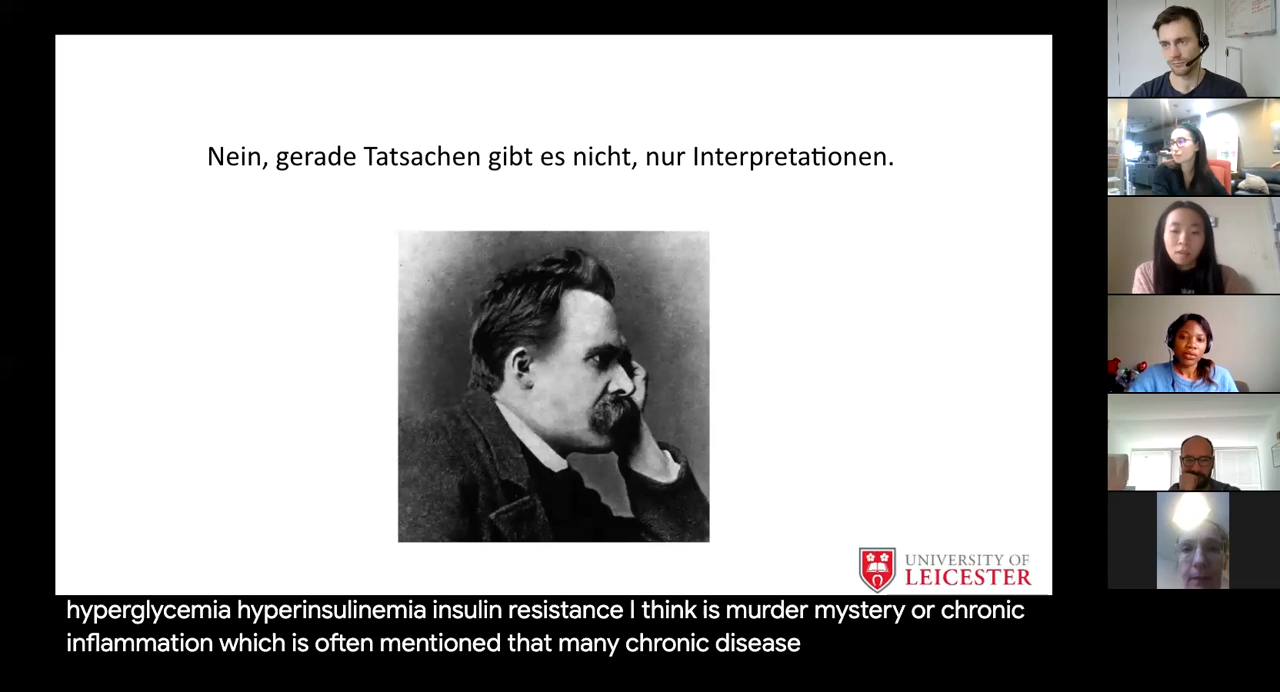 Nein, gerade Tatsachen gibt es nicht, nur Interpretationen.
UNIVERSITY OF
LEICESTER
hyperglycemia hyperinsulinemia insulin resistance I think is murder mystery or chronic
inflammation which is often mentioned that many chronic disease